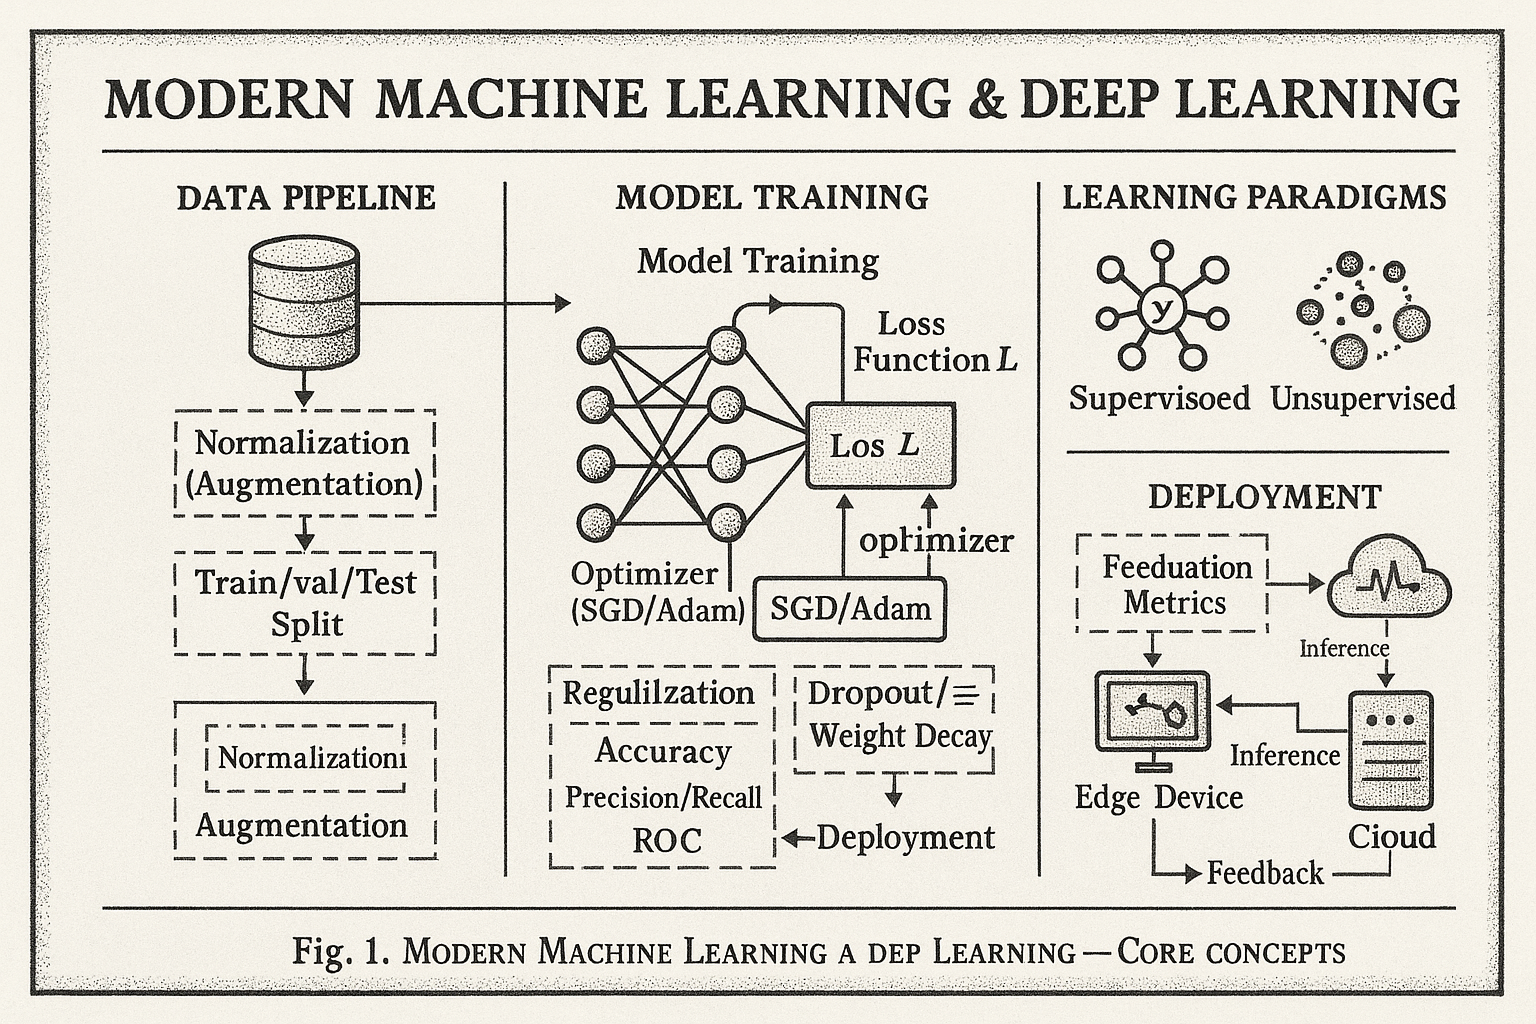 MODERN MACHINE LEARNING & DEEP LEARNING
DATA PIPELINE
Normalization
(Augmentation)
Train/val/Test
Split
Normalizationı
Augmentation
MODEL TRAINING
Model Training
Loss
Function L
Los L
optimizer
Optimizer
(SGD/Adam)
SGD/Adam
Regulilzation
Accuracy
Precision/Recall
ROC
Dropout/
Weight Decay
Deployment
LEARNING PARADIGMS
y
Supervisoed
Unsupervised
DEPLOYMENT
Feeduation
Metrics
Inference
Inference
Edge Device
Cioud
Feedback
Fig. 1. MODERN MACHINE LEARNING A DEP LEARNING — CORE CONCEPTS